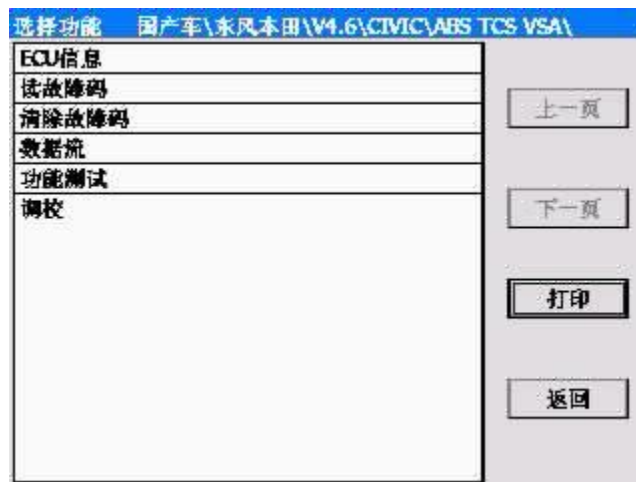 选择功能 国产车\东风本田\V4.6\CIVIC\ABS TCS VSA\
ECU信息
读故障码
清除故障码
数据流
功能测试
调校
上一页
下一页
打印
返回